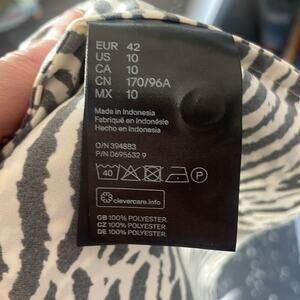 EUR 42
US 10
CA 10
CN 170/96A
MX 10
Made in Indonesia
Fabriqué en Indonésie
Hecho en Indonesia
O/N 394883
P/N 0695632 9
40 P
clevercare.info
GB 100% POLYESTER.
CZ 100% POLYESTER.
DE 100% POLYESTER.